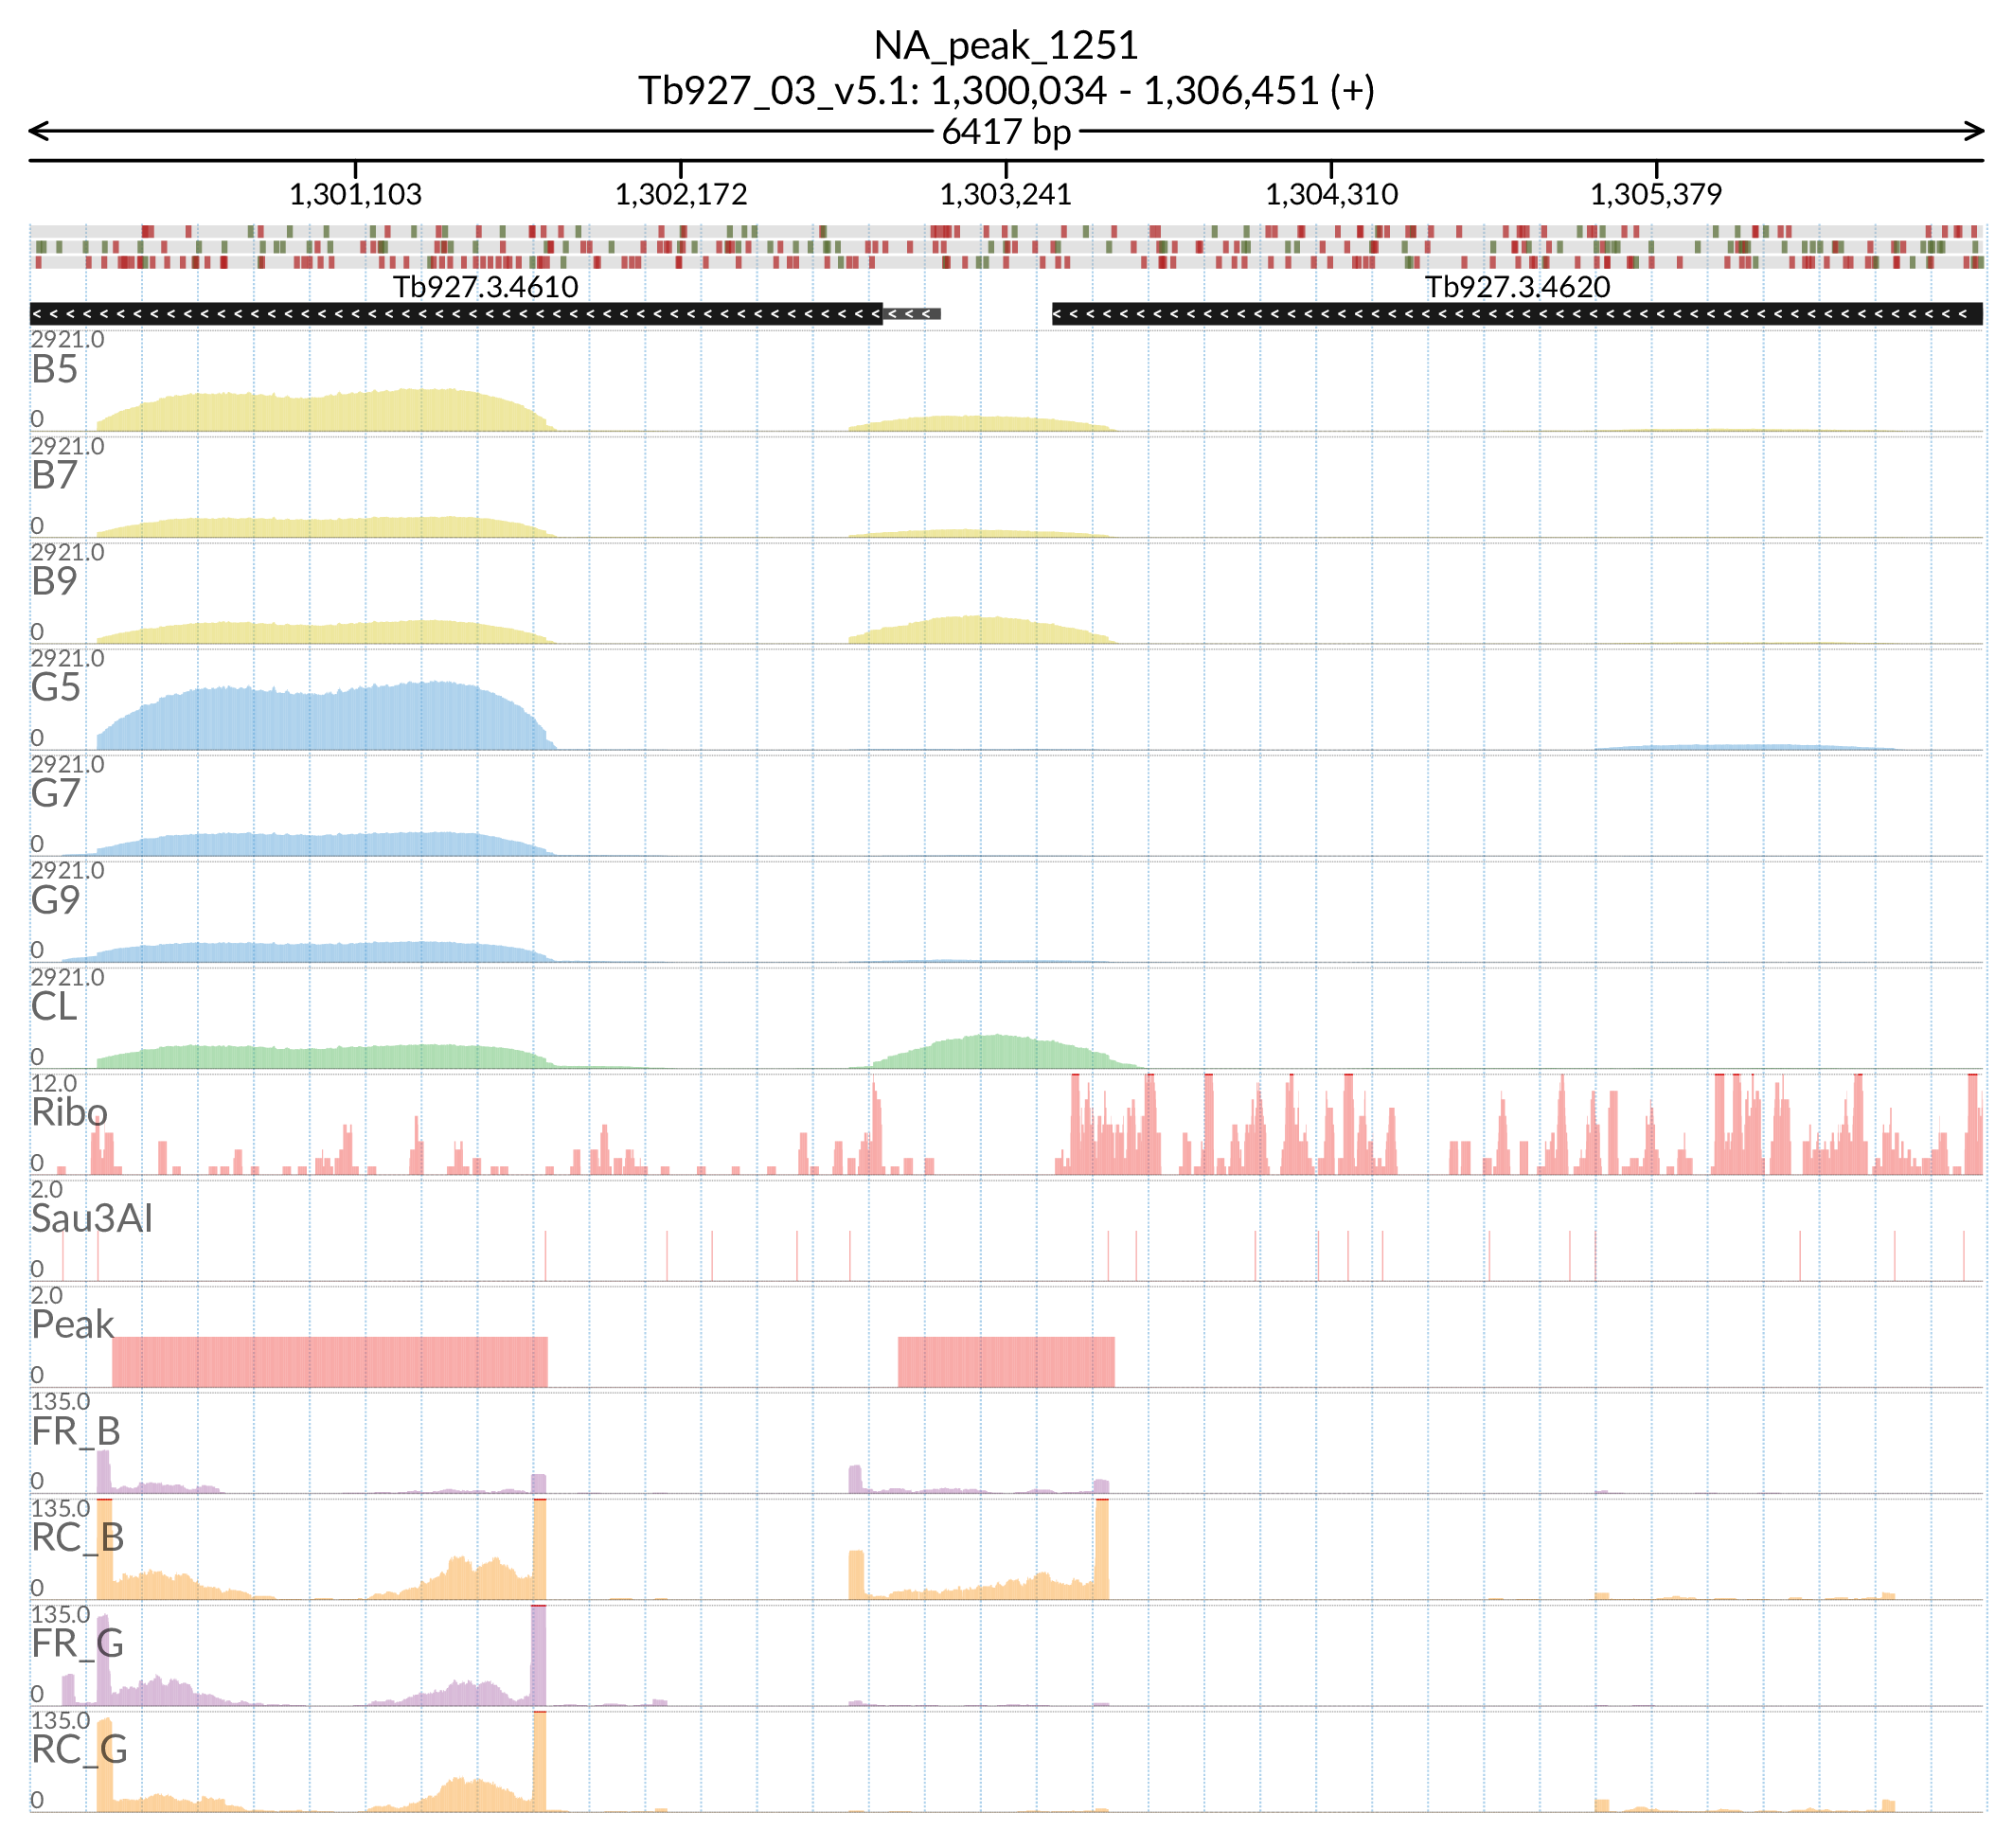 NA_peak_1251
Tb927_03_v5.1: 1,300,034 - 1,306,451 (+)
6417 bp
1,301,103 1,302,172 1,303,241 1,304,310 1,305,379
Tb927.3.4610 Tb927.3.4620
2921.0
B5
0
2921.0
B7
0
2921.0
B9
0
2921.0
G5
0
2921.0
G7
0
2921.0
G9
0
2921.0
CL
0
12.0
Ribo
0
2.0
Sau3AI
0
2.0
Peak
0
135.0
FR_B
0
135.0
RC_B
0
135.0
FR_G
0
135.0
RC_G
0